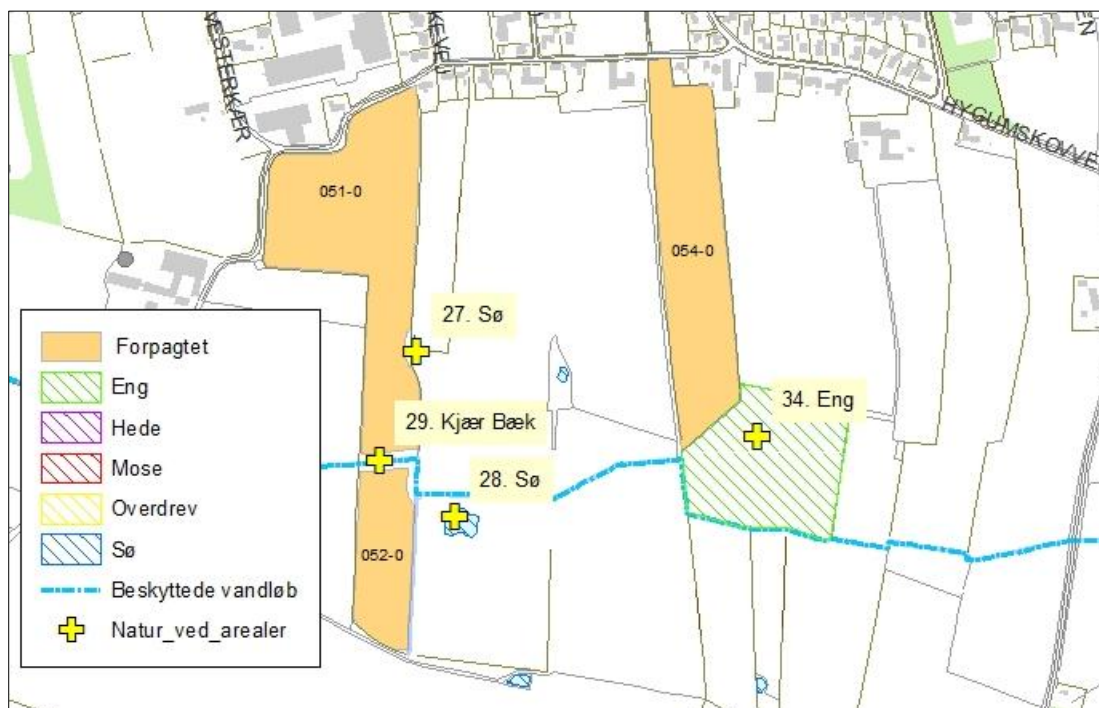 VESTERKÆR
HYGUMSKOVVE
051-0
054-0
27. Sø
29. Kjær Bæk
34. Eng
28. Sø
052-0
Forpagtet
Eng
Hede
Mose
Overdrev
Sø
Beskyttede vandløb
Natur_ved_arealer